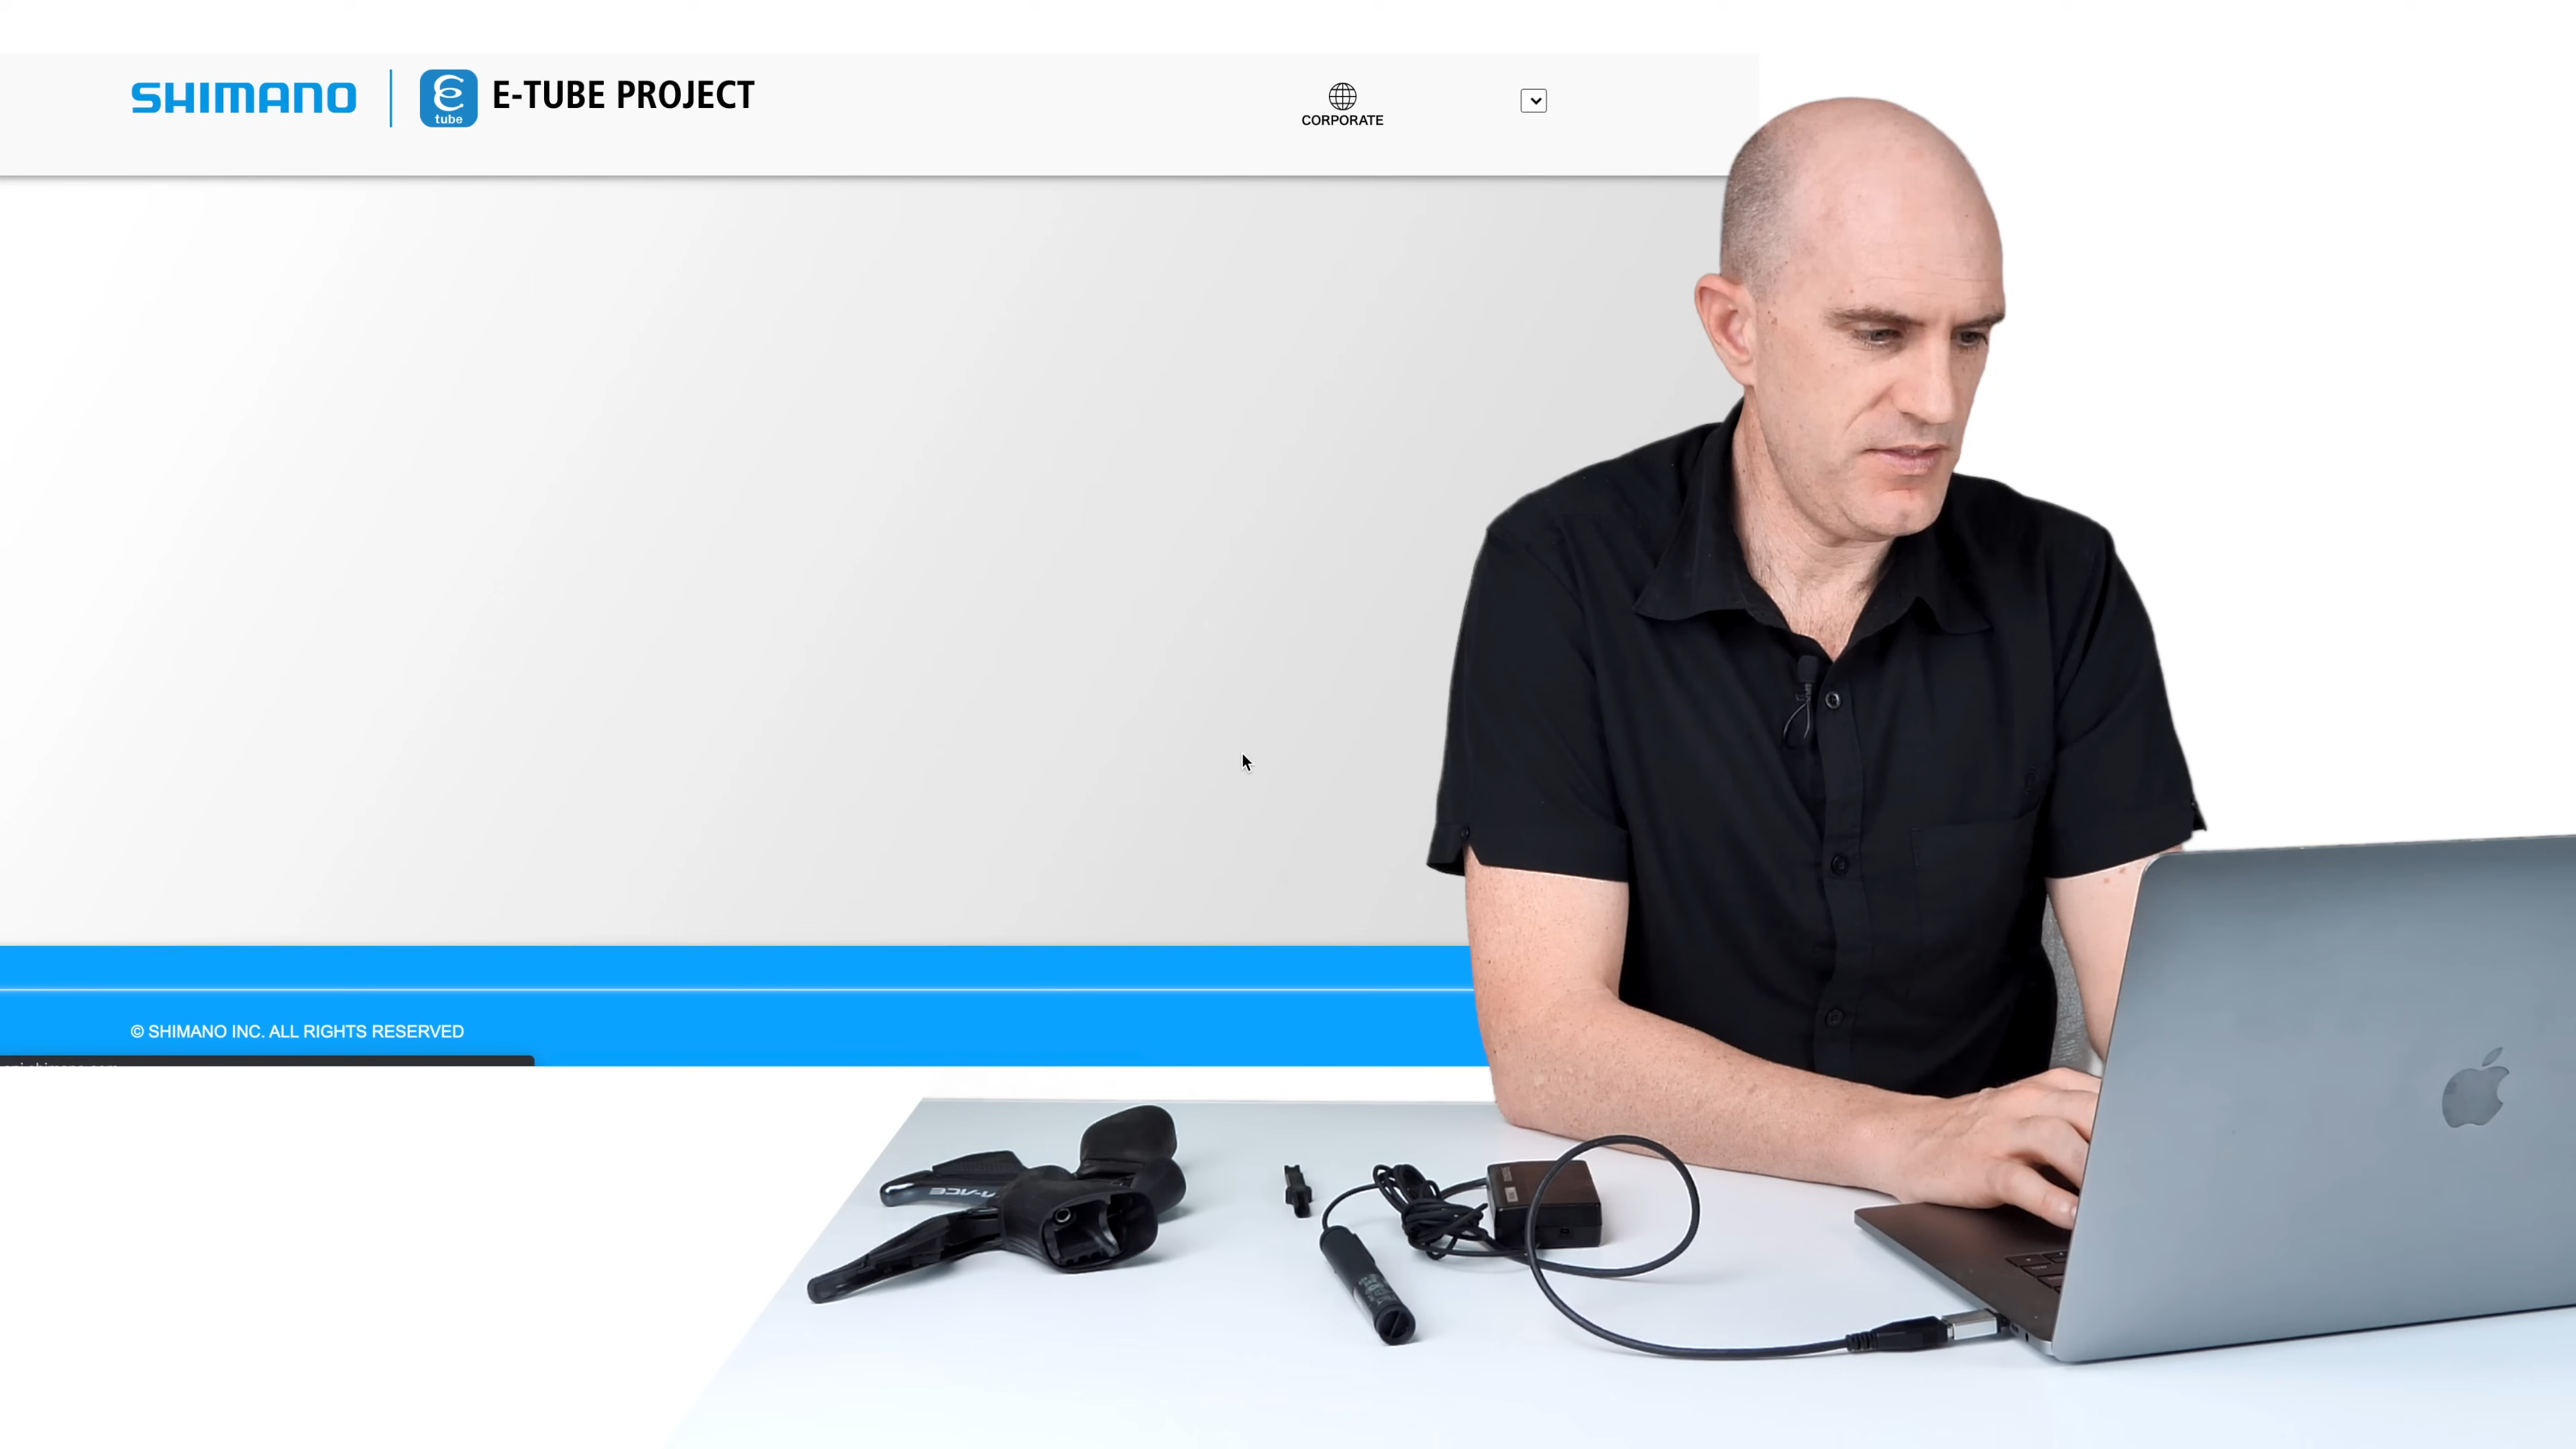 SHIMANO
e
tube
E-TUBE PROJECT
CORPORATE
© SHIMANO INC. ALL RIGHTS RESERVED